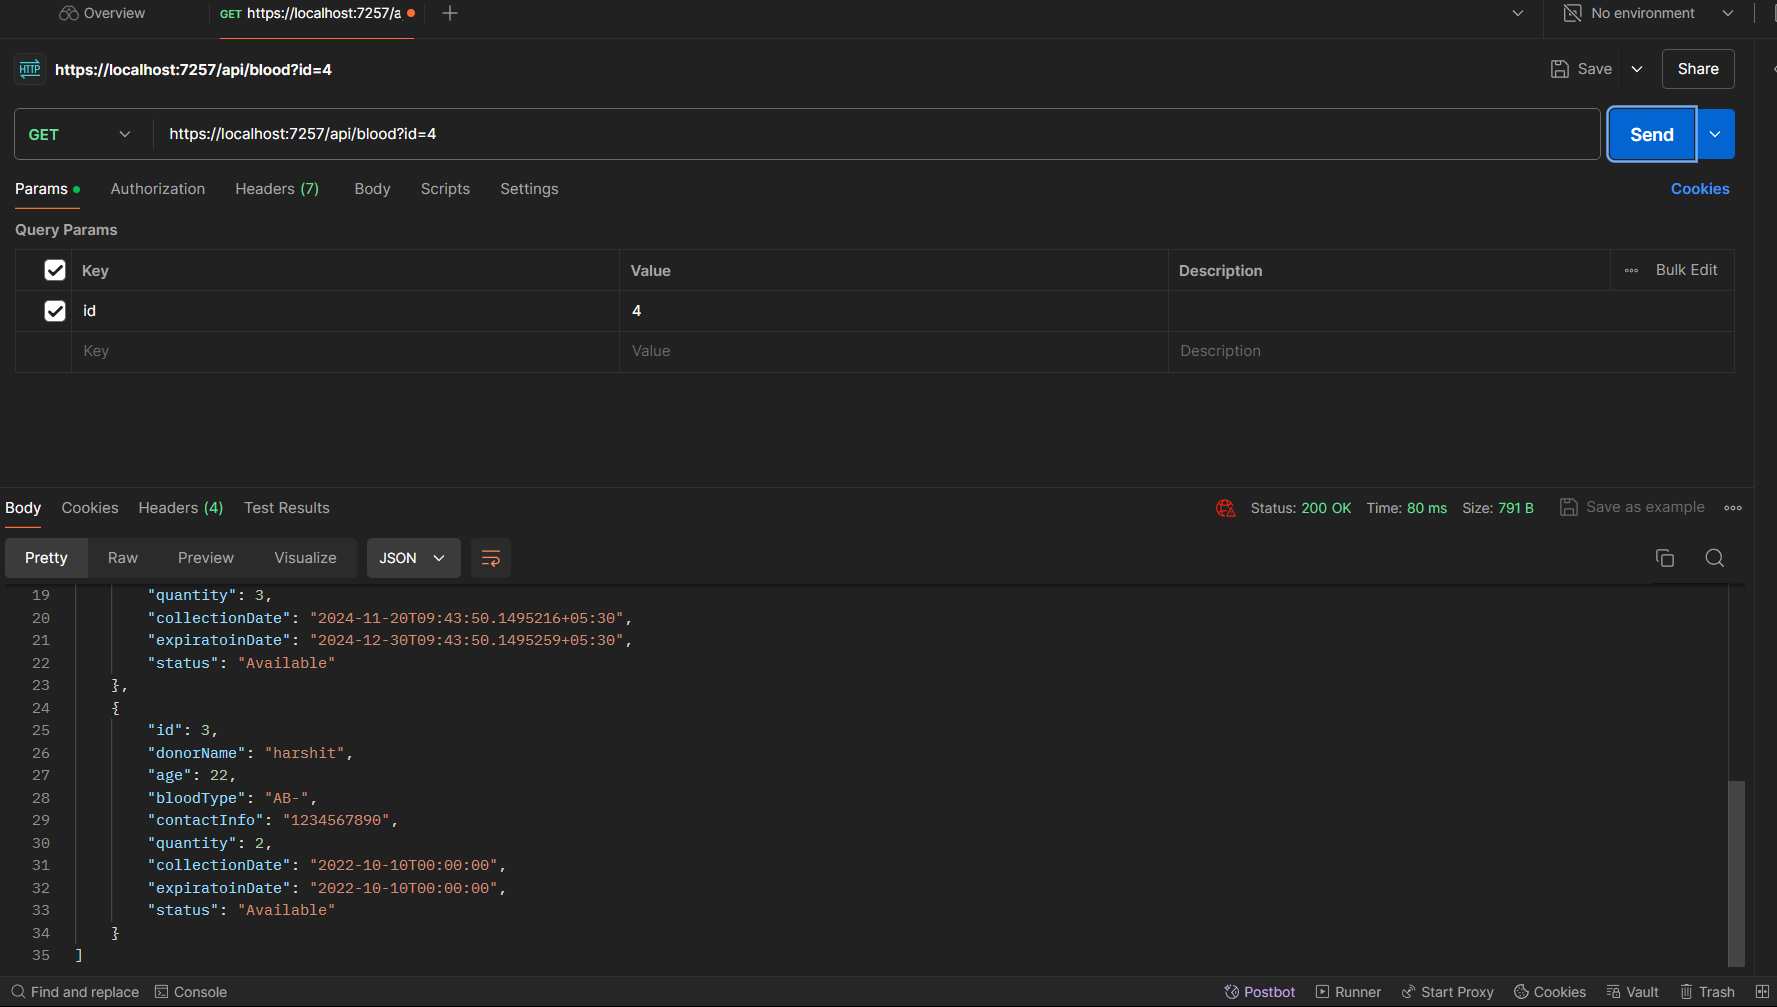 Overview
GET https://localhost:7257/a
No environment
HTTP https://localhost:7257/api/blood?id=4
Save
Share
GET https://localhost:7257/api/blood?id=4
Send
Params Authorization Headers (7) Body Scripts Settings
Cookies
Query Params
Key Value Description Bulk Edit
id 4
Key Value Description
Body Cookies Headers (4) Test Results
Status: 200 OK Time: 80 ms Size: 791 B Save as example
Pretty Raw Preview Visualize JSON
19 "quantity": 3,
20 "collectionDate": "2024-11-20T09:43:50.1495216+05:30",
21 "expiratoinDate": "2024-12-30T09:43:50.1495259+05:30",
22 "status": "Available"
23 },
24 {
25 "id": 3,
26 "donorName": "harshit",
27 "age": 22,
28 "bloodType": "AB-",
29 "contactInfo": "1234567890",
30 "quantity": 2,
31 "collectionDate": "2022-10-10T00:00:00",
32 "expiratoinDate": "2022-10-10T00:00:00",
33 "status": "Available"
34 }
35 ]
Find and replace Console
Postbot Runner Start Proxy Cookies Vault Trash